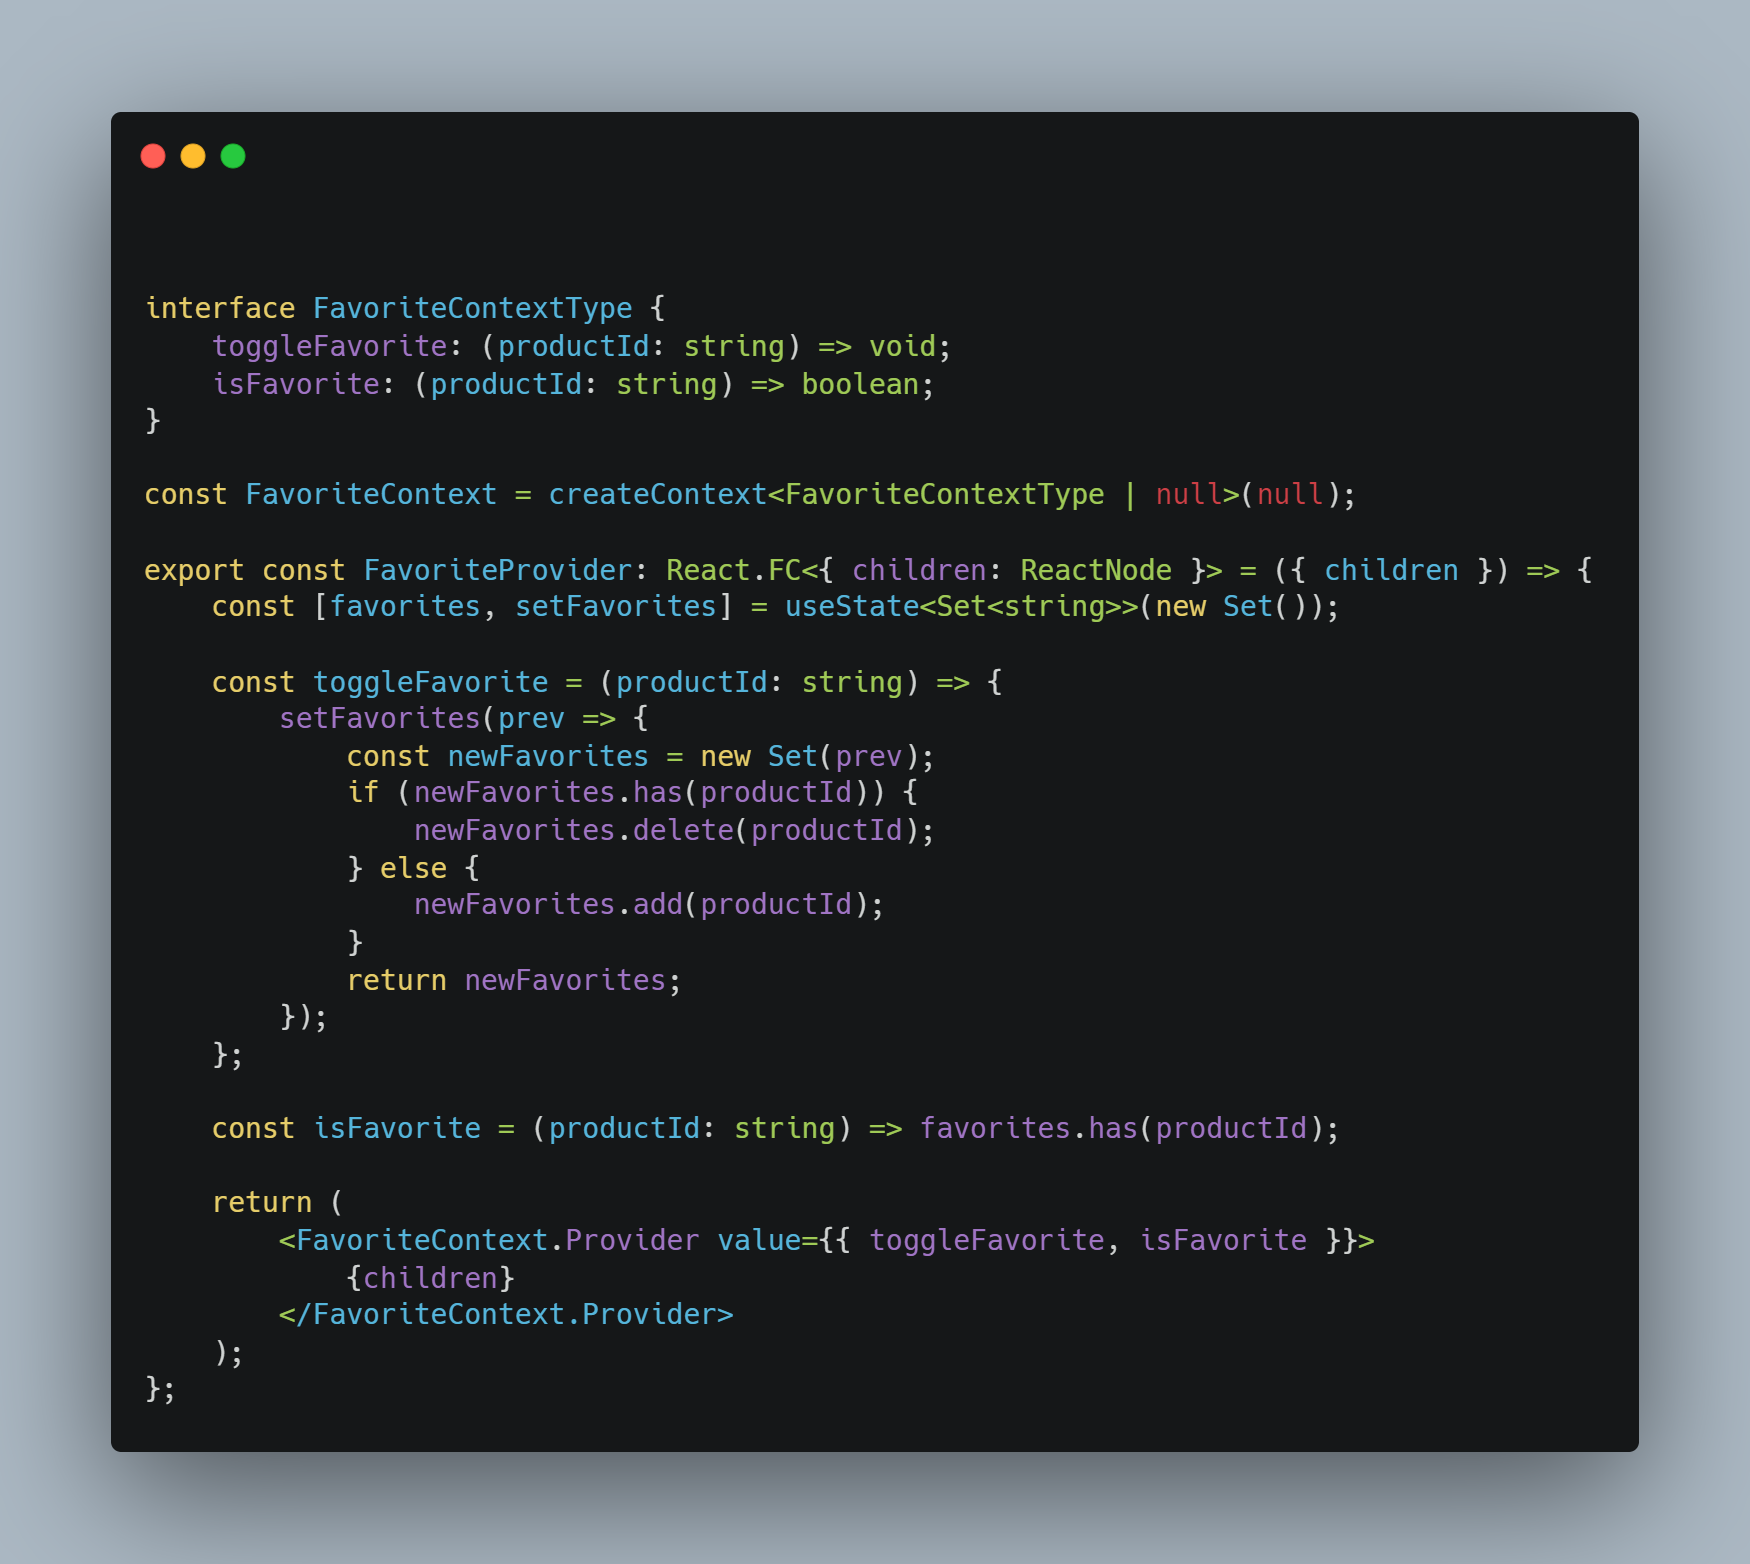 interface FavoriteContextType {
    toggleFavorite: (productId: string) => void;
    isFavorite: (productId: string) => boolean;
}

const FavoriteContext = createContext<FavoriteContextType | null>(null);

export const FavoriteProvider: React.FC<{ children: ReactNode }> = ({ children }) => {
    const [favorites, setFavorites] = useState<Set<string>>(new Set());

    const toggleFavorite = (productId: string) => {
        setFavorites(prev => {
            const newFavorites = new Set(prev);
            if (newFavorites.has(productId)) {
                newFavorites.delete(productId);
            } else {
                newFavorites.add(productId);
            }
            return newFavorites;
        });
    };

    const isFavorite = (productId: string) => favorites.has(productId);

    return (
        <FavoriteContext.Provider value={{ toggleFavorite, isFavorite }}>
            {children}
        </FavoriteContext.Provider>
    );
};